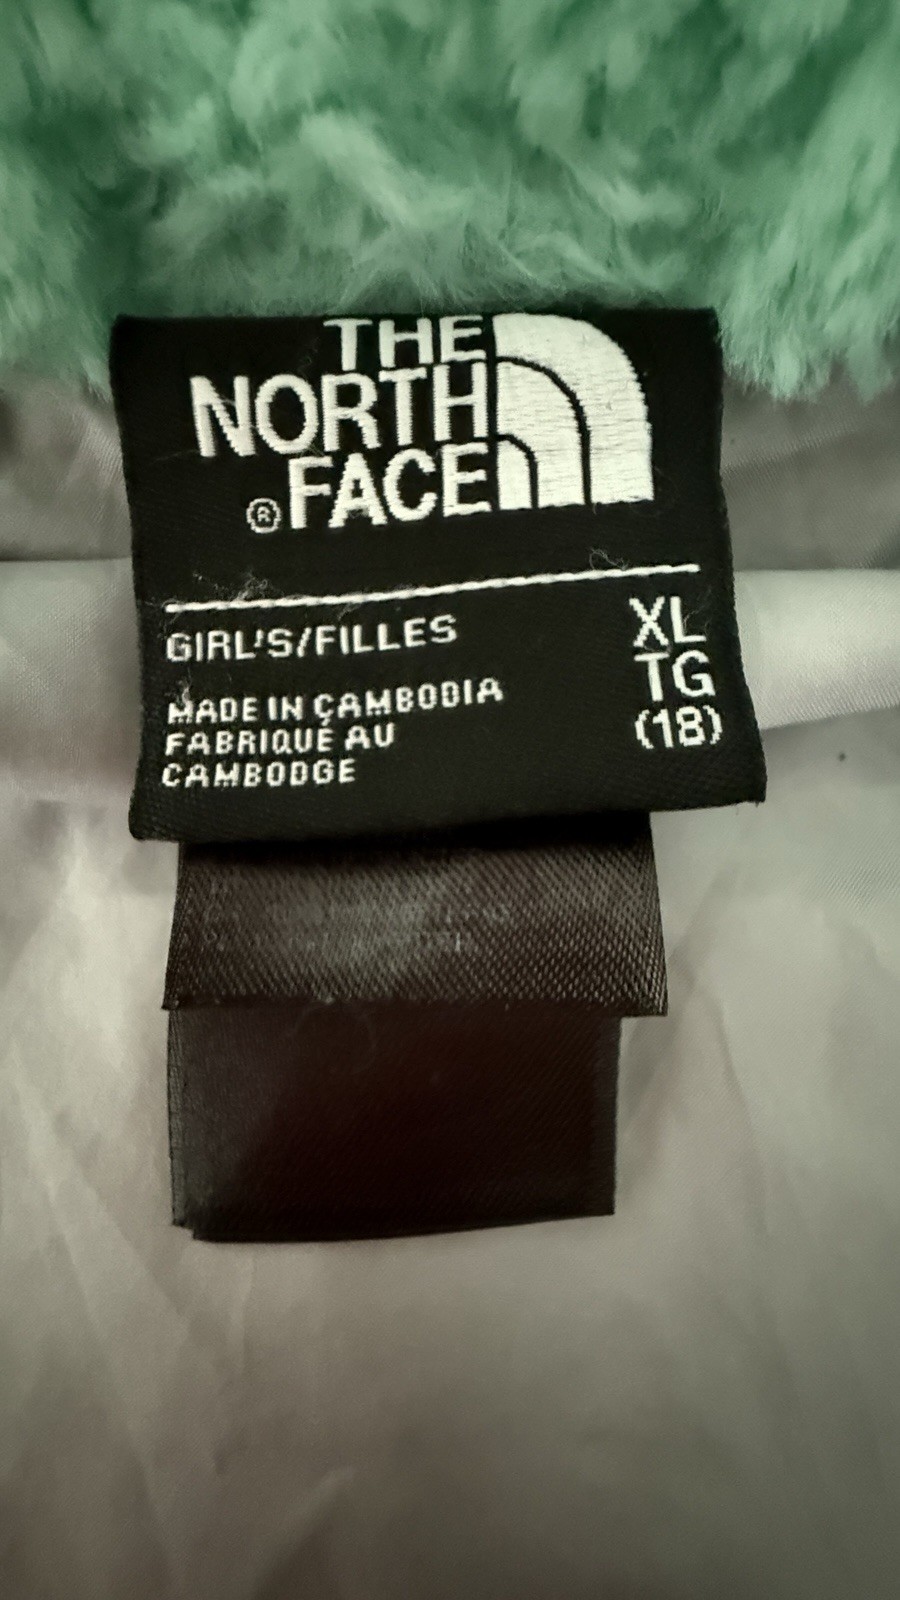 THE
NORTH
® FACE
GIRL'S/FILLES
XL
TG
(18)
MADE IN CAMBODIA
FABRIQUÉ AU
CAMBODGE